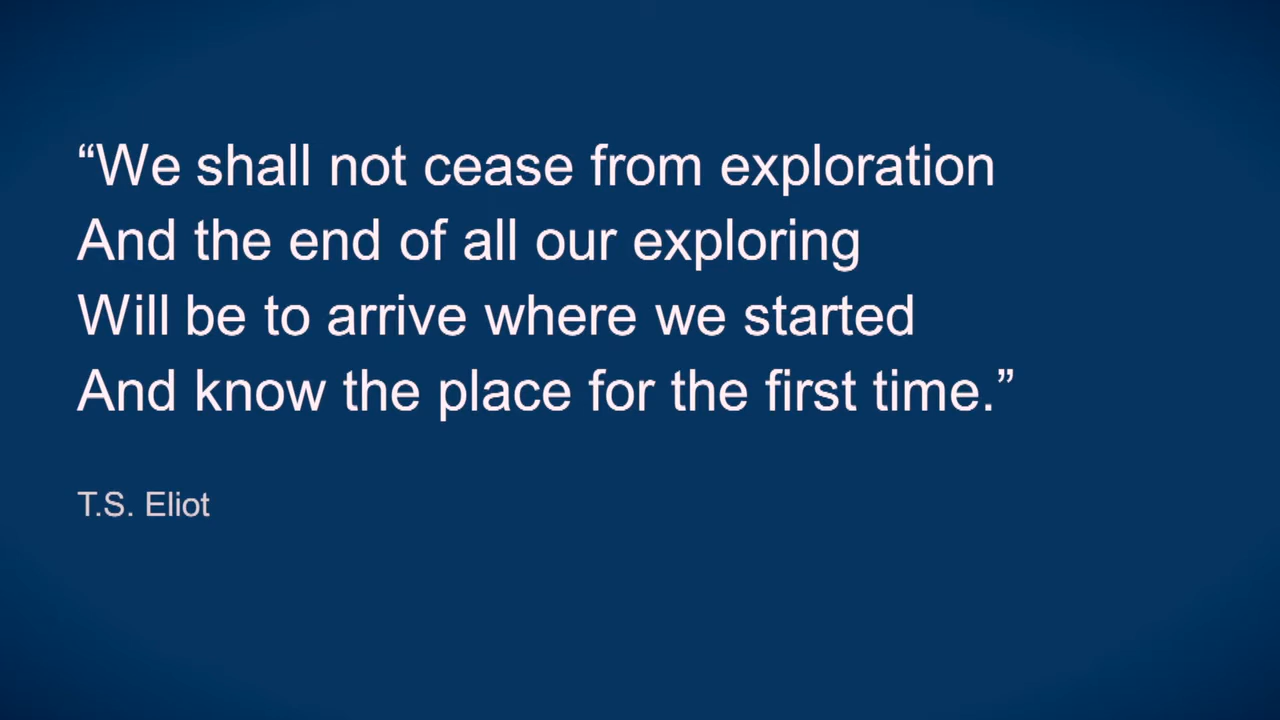 “We shall not cease from exploration
And the end of all our exploring
Will be to arrive where we started
And know the place for the first time.”
T.S. Eliot